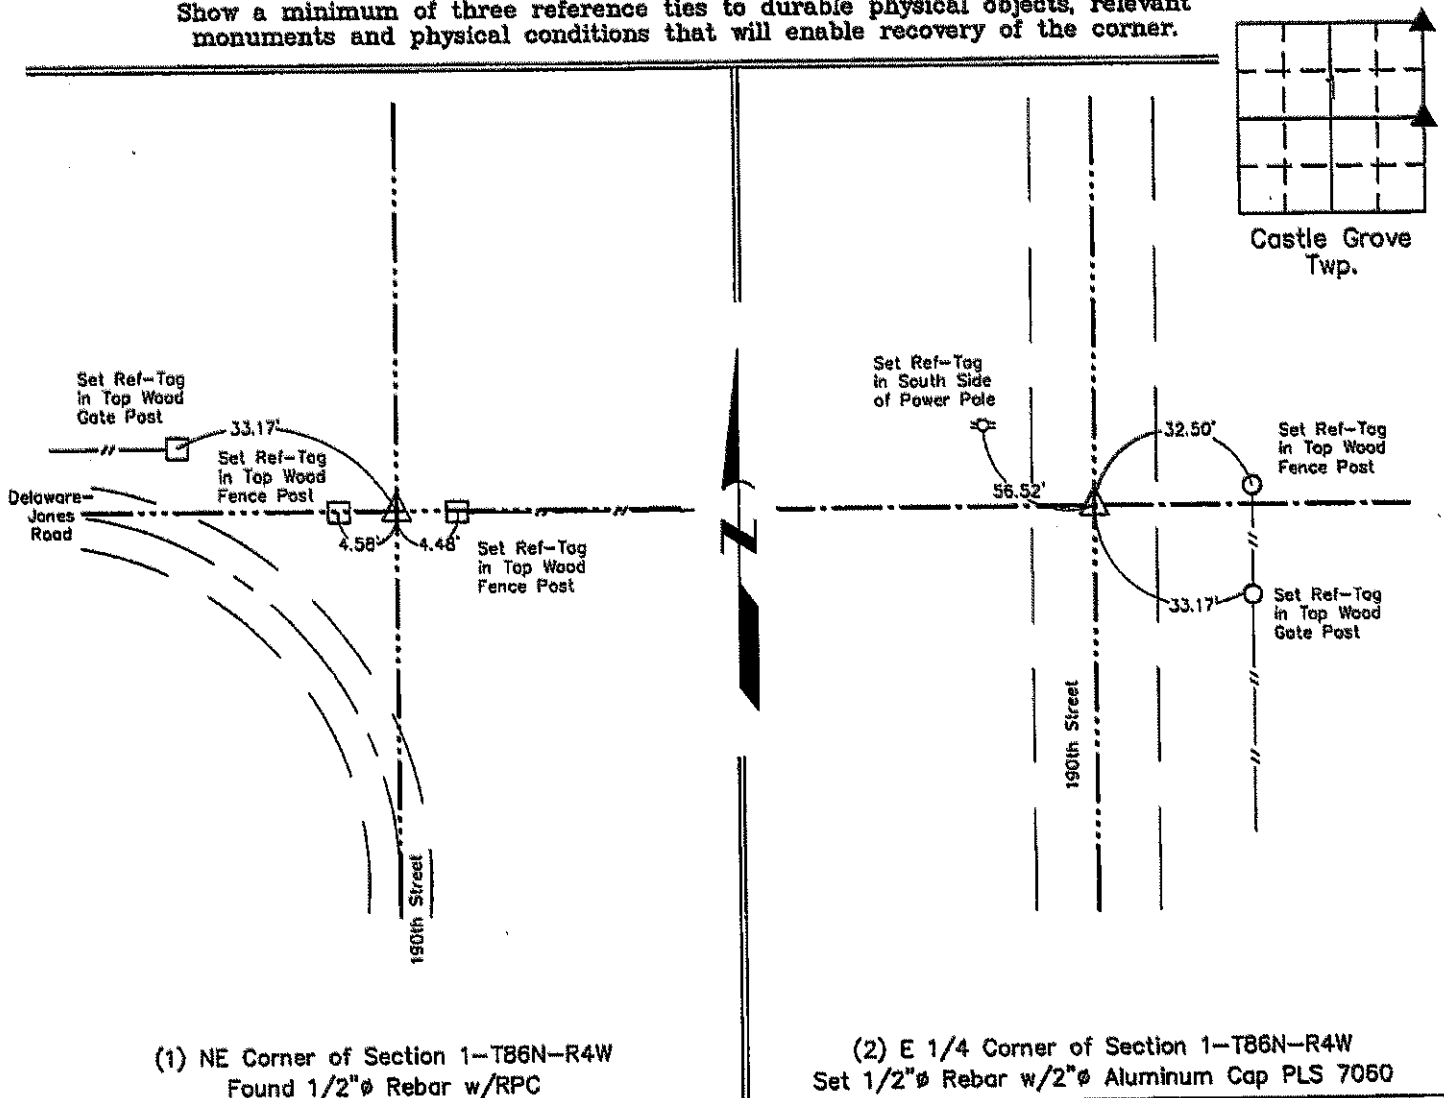 Show a minimum of three reference ties to durable physical objects, relevant
monuments and physical conditions that will enable recovery of the corner.
Castle Grove
Twp.
Set Ref-Tag
in Top Wood
Gate Post
33.17'
Set Ref-Tag
in Top Wood
Fence Post
Delaware-
Jones
Road
4.58'
4.48'
Set Ref-Tag
in Top Wood
Fence Post
190th Street
(1) NE Corner of Section 1-T86N-R4W
Found 1/2"ø Rebar w/RPC
Z
Set Ref-Tag
in South Side
of Power Pole
56.52'
32.50'
Set Ref-Tag
in Top Wood
Fence Post
33.17'
Set Ref-Tag
in Top Wood
Gate Post
190th Street
(2) E 1/4 Corner of Section 1-T86N-R4W
Set 1/2"ø Rebar w/2"ø Aluminum Cap PLS 7060